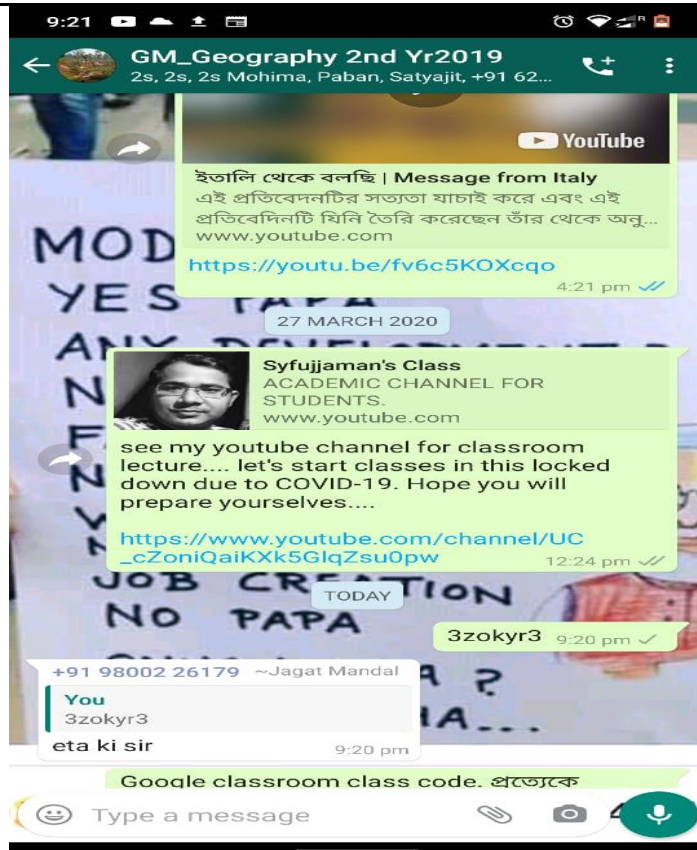 9:21
GM_Geography 2nd Yr2019
2s, 2s, 2s Mohima, Paban, Satyajit, +91 62...
YouTube
ইতালি থেকে বলছি | Message from Italy
এই প্রতিবেদনটির সত্যতা যাচাই করে এবং এই
প্রতিবেদিনটি যিনি তৈরি করেছেন তাঁর থেকে অনু...
www.youtube.com
https://youtu.be/fv6c5KOXcqo
4:21 pm
MOD
YES PAPA
27 MARCH 2020
Syfujjaman's Class
ACADEMIC CHANNEL FOR
STUDENTS.
www.youtube.com
see my youtube channel for classroom
lecture.... let's start classes in this locked
down due to COVID-19. Hope you will
prepare yourselves....
https://www.youtube.com/channel/UC
_cZoniQaiKXk5GIqZsu0pw
12:24 pm
JOB CREATION
TODAY
NO PAPA
3zokyr3 9:20 pm
+91 98002 26179 ~Jagat Mandal
You
3zokyr3
eta ki sir
9:20 pm
Google classroom class code. প্রত্যেকে
Type a message